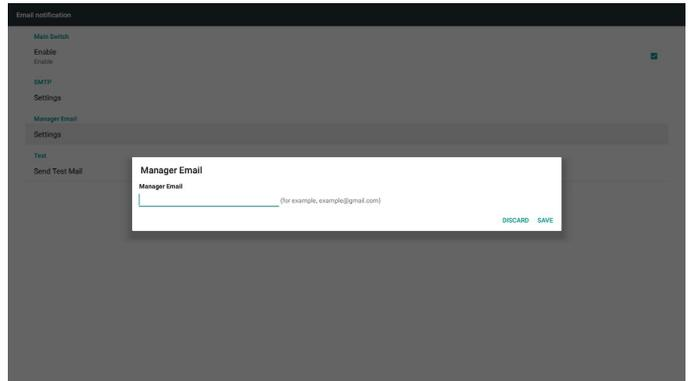 Email notification
Main Switch
Enable
Enable
SMTP
Settings
Manager Email
Settings
Test
Send Test Mail
Manager Email
Manager Email
(for example, example@gmail.com)
DISCARD SAVE